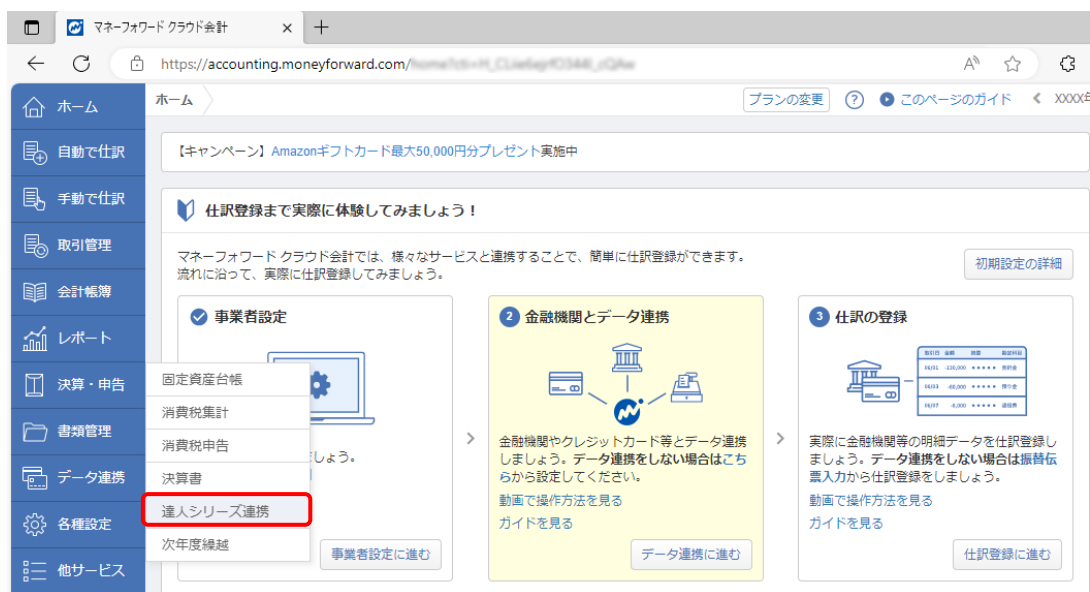 マネーフォワード クラウド会計
https://accounting.moneyforward.com/
ホーム
自動で仕訳
手動で仕訳
取引管理
会計帳簿
レポート
決算・申告
書類管理
データ連携
各種設定
他サービス
ホーム
プランの変更
?
このページのガイド
XXXX年
【キャンペーン】Amazonギフトカード最大50,000円分プレゼント実施中
仕訳登録まで実際に体験してみましょう！
マネーフォワード クラウド会計では、様々なサービスと連携することで、簡単に仕訳登録ができます。
流れに沿って、実際に仕訳登録してみましょう。
初期設定の詳細
事業者設定
しょう。
事業者設定に進む
固定資産台帳
消費税集計
消費税申告
決算書
達人シリーズ連携
次年度繰越
2 金融機関とデータ連携
金融機関やクレジットカード等とデータ連携
しましょう。データ連携をしない場合はこち
らから設定してください。
動画で操作方法を見る
ガイドを見る
データ連携に進む
3 仕訳の登録
実際に金融機関等の明細データを仕訳登録し
ましょう。データ連携をしない場合は振替伝
票入力から仕訳登録をしましょう。
動画で操作方法を見る
ガイドを見る
仕訳登録に進む